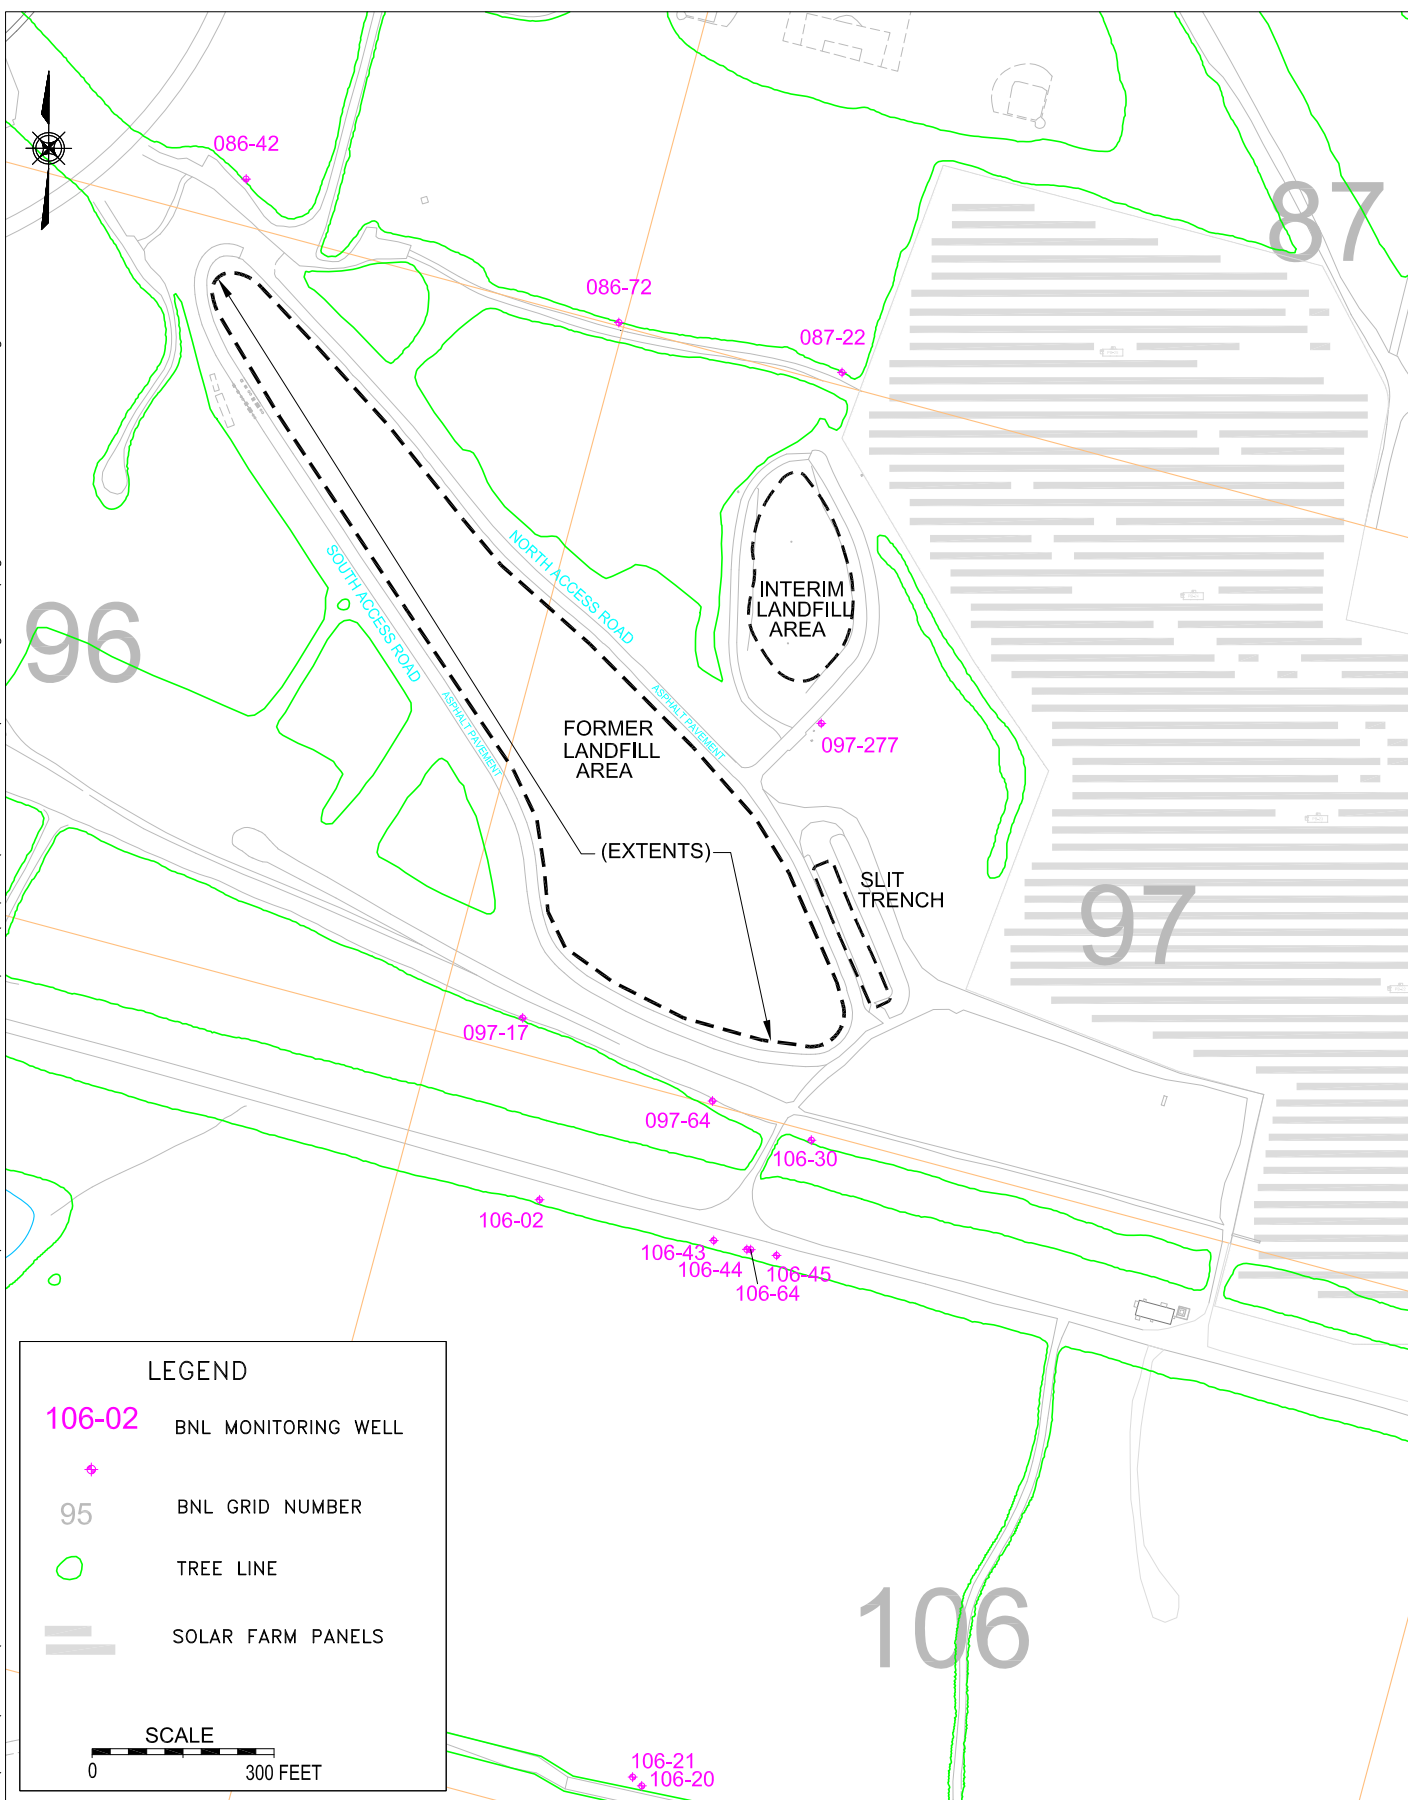 086-42
87
086-72
087-22
NORTH ACCESS ROAD
SOUTH ACCESS ROAD
INTERIM
LANDFILL
AREA
96
ASPHALT PAVEMENT
ASPHALT PAVEMENT
FORMER
LANDFILL
AREA
097-277
(EXTENTS)
SLIT
TRENCH
97
097-17
097-64
106-30
106-02
106-43
106-44
106-45
106-64
LEGEND
106-02 BNL MONITORING WELL
95 BNL GRID NUMBER
TREE LINE
SOLAR FARM PANELS
SCALE
0 300 FEET
106
106-21
106-20